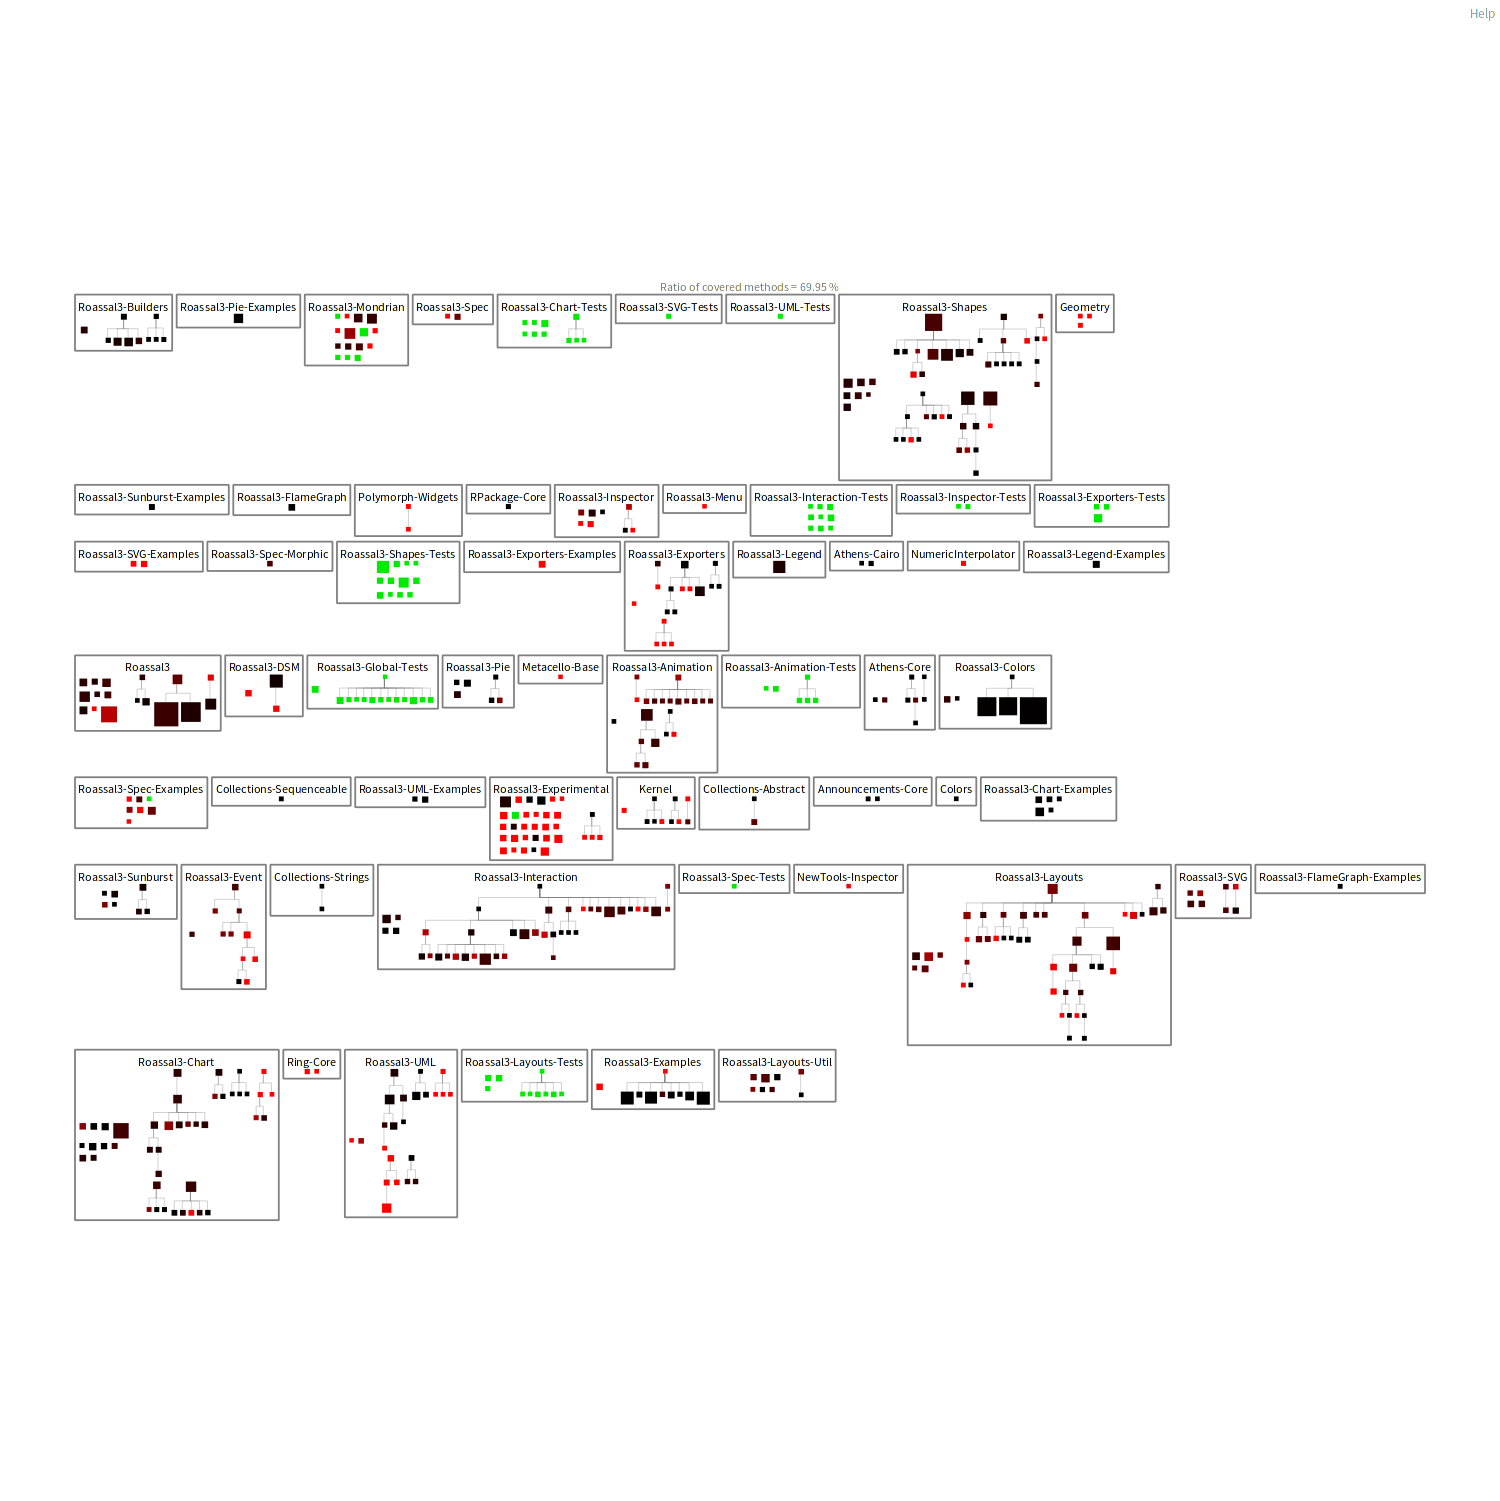 Help
Ratio of covered methods = 69.95 %
Roassal3-Builders
Roassal3-Pie-Examples
Roassal3-Mondrian
Roassal3-Spec
Roassal3-Chart-Tests
Roassal3-SVG-Tests
Roassal3-UML-Tests
Roassal3-Shapes
Geometry
Roassal3-Sunburst-Examples
Roassal3-FlameGraph
Polymorph-Widgets
RPackage-Core
Roassal3-Inspector
Roassal3-Menu
Roassal3-Interaction-Tests
Roassal3-Inspector-Tests
Roassal3-Exporters-Tests
Roassal3-SVG-Examples
Roassal3-Spec-Morphic
Roassal3-Shapes-Tests
Roassal3-Exporters-Examples
Roassal3-Exporters
Roassal3-Legend
Athens-Cairo
NumericInterpolator
Roassal3-Legend-Examples
Roassal3
Roassal3-DSM
Roassal3-Global-Tests
Roassal3-Pie
Metacello-Base
Roassal3-Animation
Roassal3-Animation-Tests
Athens-Core
Roassal3-Colors
Roassal3-Spec-Examples
Collections-Sequenceable
Roassal3-UML-Examples
Roassal3-Experimental
Kernel
Collections-Abstract
Announcements-Core
Colors
Roassal3-Chart-Examples
Roassal3-Sunburst
Roassal3-Event
Collections-Strings
Roassal3-Interaction
Roassal3-Spec-Tests
NewTools-Inspector
Roassal3-Layouts
Roassal3-SVG
Roassal3-FlameGraph-Examples
Roassal3-Chart
Ring-Core
Roassal3-UML
Roassal3-Layouts-Tests
Roassal3-Examples
Roassal3-Layouts-Util